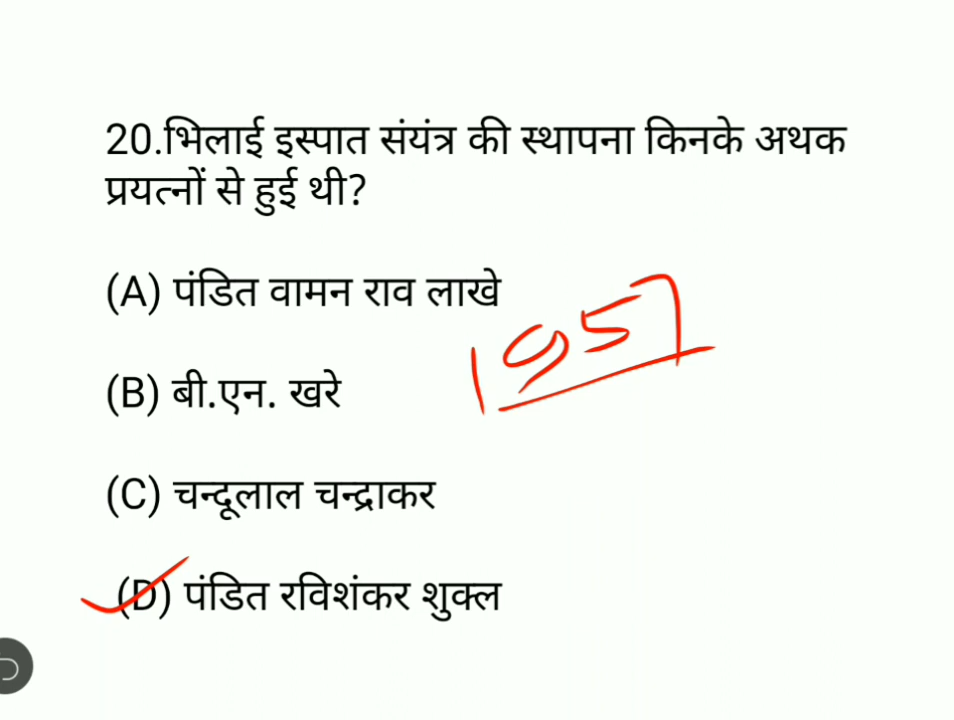 20.भिलाई इस्पात संयंत्र की स्थापना किनके अथक
प्रयत्नों से हुई थी?
(A) पंडित वामन राव लाखे
1957
(B) बी.एन. खरे
(C) चन्दूलाल चन्द्राकर
(D) पंडित रविशंकर शुक्ल